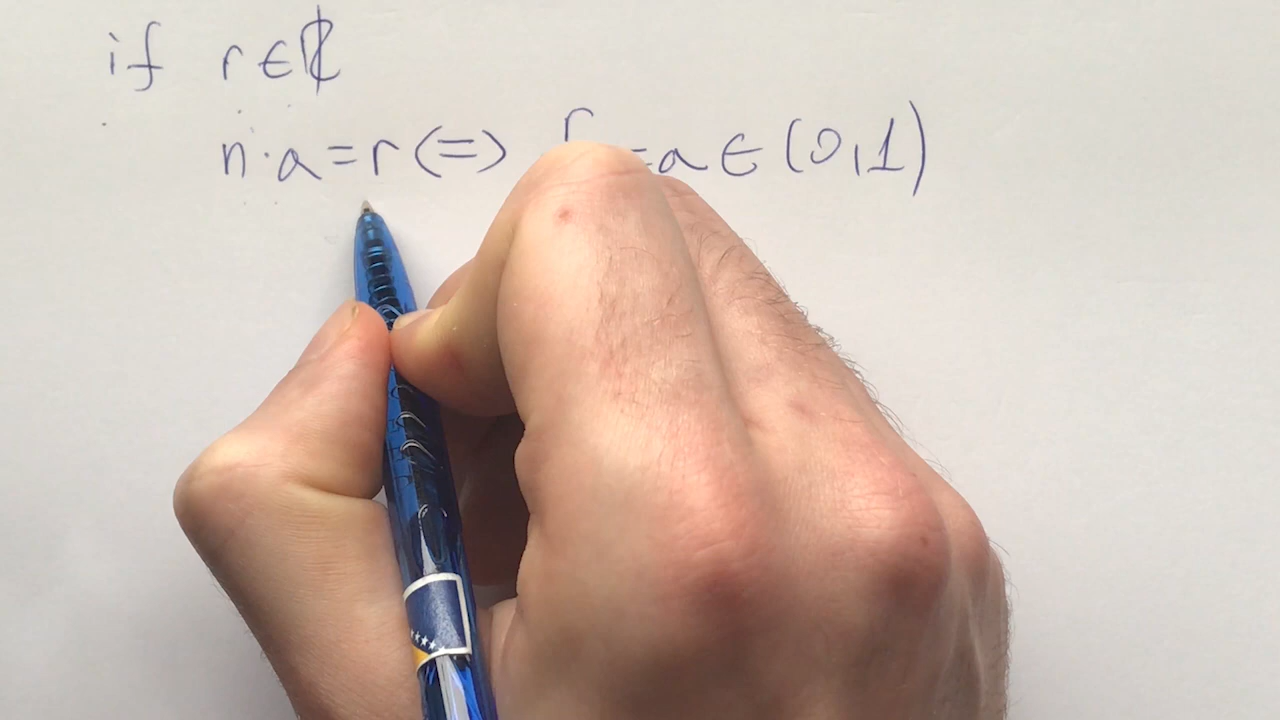 if r∈ℝ
n·a=r(=) r =a∈(0,1)